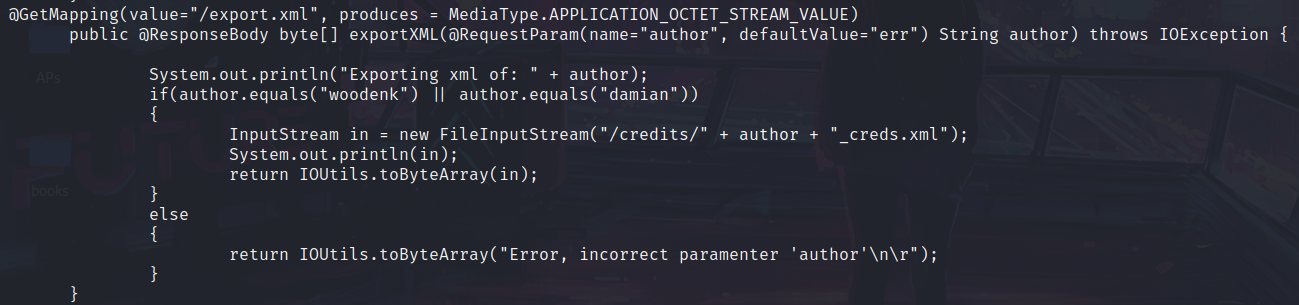 @GetMapping(value="/export.xml", produces = MediaType.APPLICATION_OCTET_STREAM_VALUE)
public @ResponseBody byte[] exportXML(@RequestParam(name="author", defaultValue="err") String author) throws IOException {
System.out.println("Exporting xml of: " + author);
if(author.equals("woodenk") || author.equals("damian"))
{
InputStream in = new FileInputStream("/credits/" + author + "_creds.xml");
System.out.println(in);
return IOUtils.toByteArray(in);
}
else
{
return IOUtils.toByteArray("Error, incorrect paramenter 'author'\n\r");
}
}
APs
books